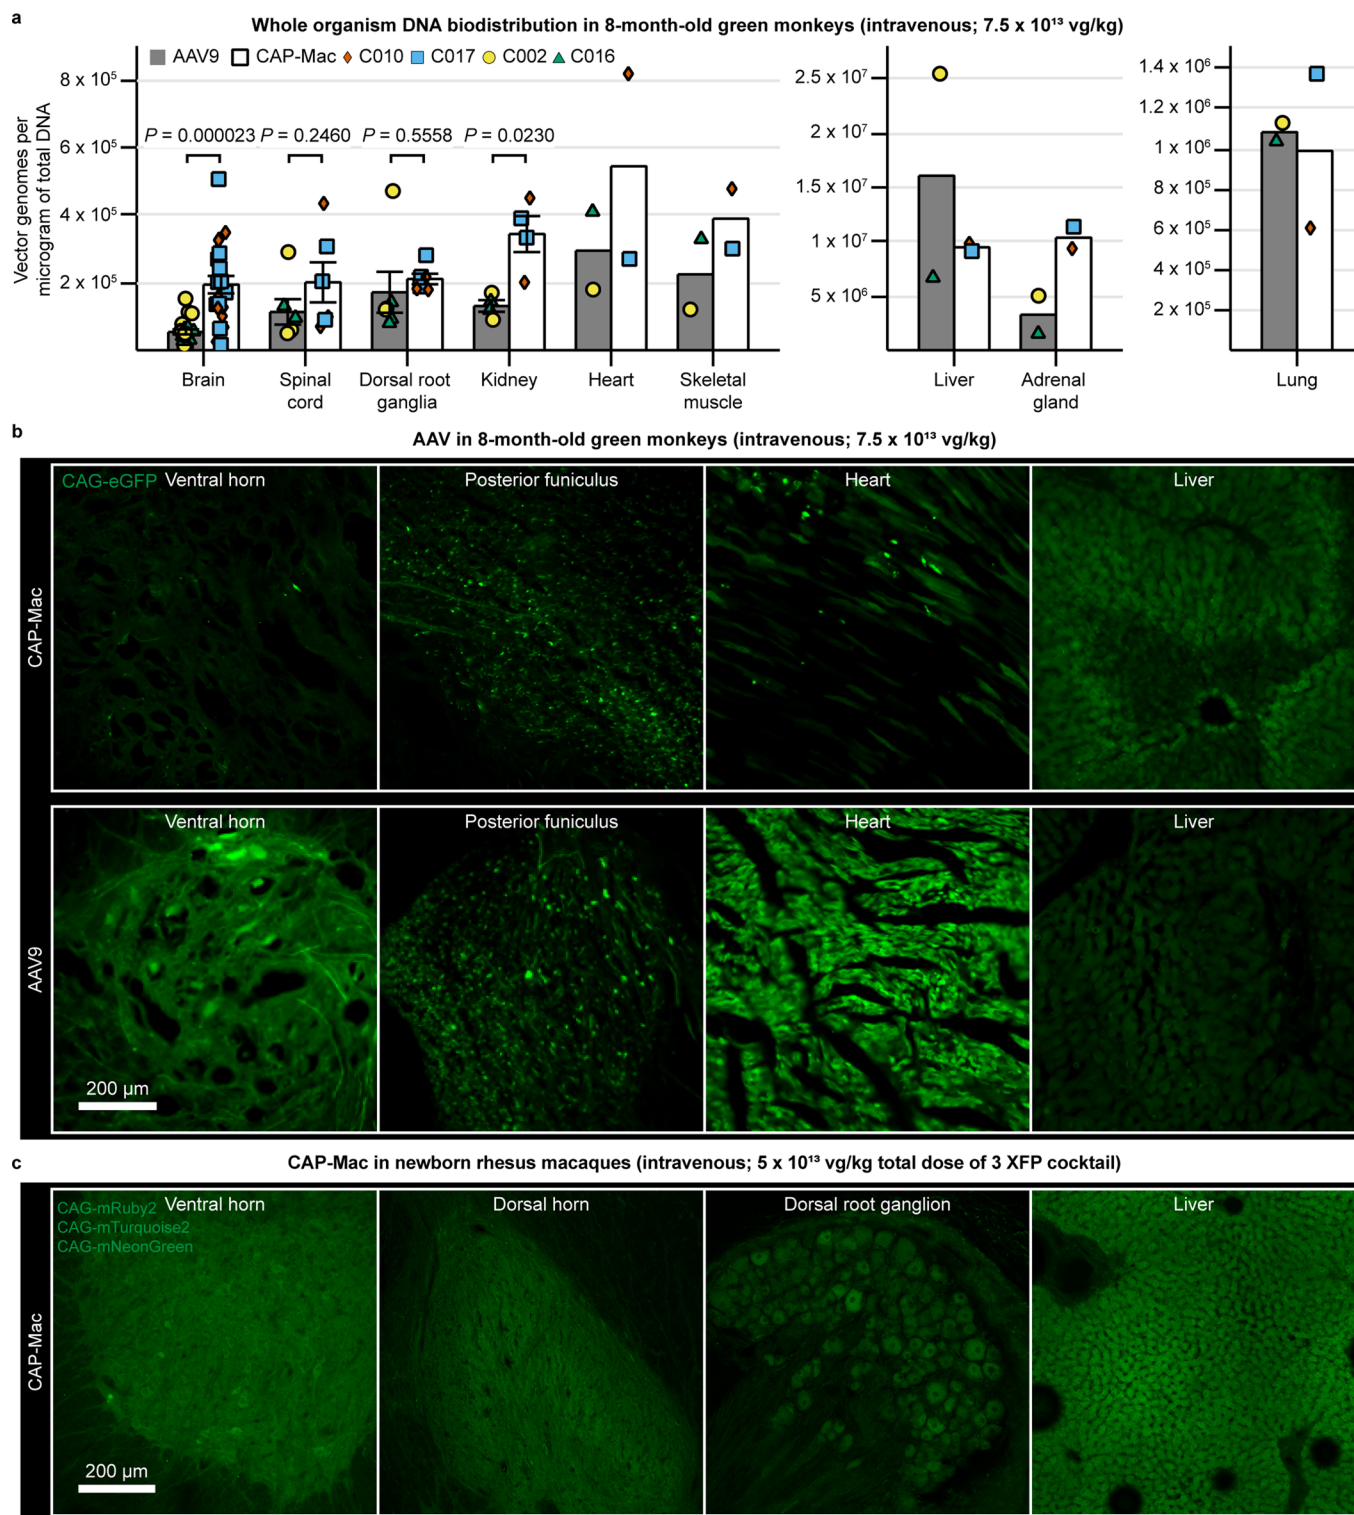 a
Whole organism DNA biodistribution in 8-month-old green monkeys (intravenous; 7.5 x 10¹³ vg/kg)
AAV9 CAP-Mac C010 C017 C002 C016
Vector genomes per
microgram of total DNA
8 x 10⁵
6 x 10⁵
4 x 10⁵
2 x 10⁵
P = 0.000023 P = 0.2460 P = 0.5558 P = 0.0230
Brain
Spinal
cord
Dorsal root
ganglia
Kidney
Heart
Skeletal
muscle
2.5 x 10⁷
2 x 10⁷
1.5 x 10⁷
1 x 10⁷
5 x 10⁶
Liver
Adrenal
gland
1.4 x 10⁶
1.2 x 10⁶
1 x 10⁶
8 x 10⁵
6 x 10⁵
4 x 10⁵
2 x 10⁵
Lung
b
AAV in 8-month-old green monkeys (intravenous; 7.5 x 10¹³ vg/kg)
CAP-Mac
CAG-eGFP Ventral horn
Posterior funiculus
Heart
Liver
AAV9
Ventral horn
Posterior funiculus
Heart
Liver
200 µm
c
CAP-Mac in newborn rhesus macaques (intravenous; 5 x 10¹³ vg/kg total dose of 3 XFP cocktail)
CAP-Mac
CAG-mRuby2
CAG-mTurquoise2
CAG-mNeonGreen
Ventral horn
Dorsal horn
Dorsal root ganglion
Liver
200 µm